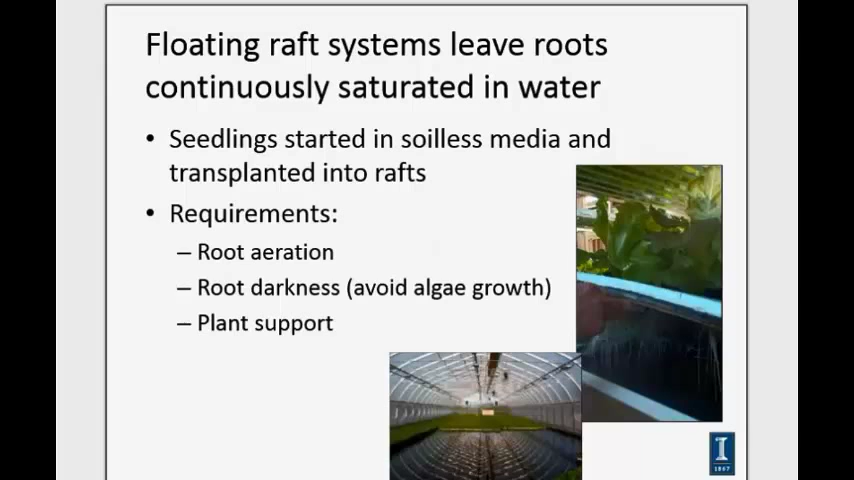 Floating raft systems leave roots
continuously saturated in water
• Seedlings started in soilless media and
transplanted into rafts
• Requirements:
– Root aeration
– Root darkness (avoid algae growth)
– Plant support
I
1867